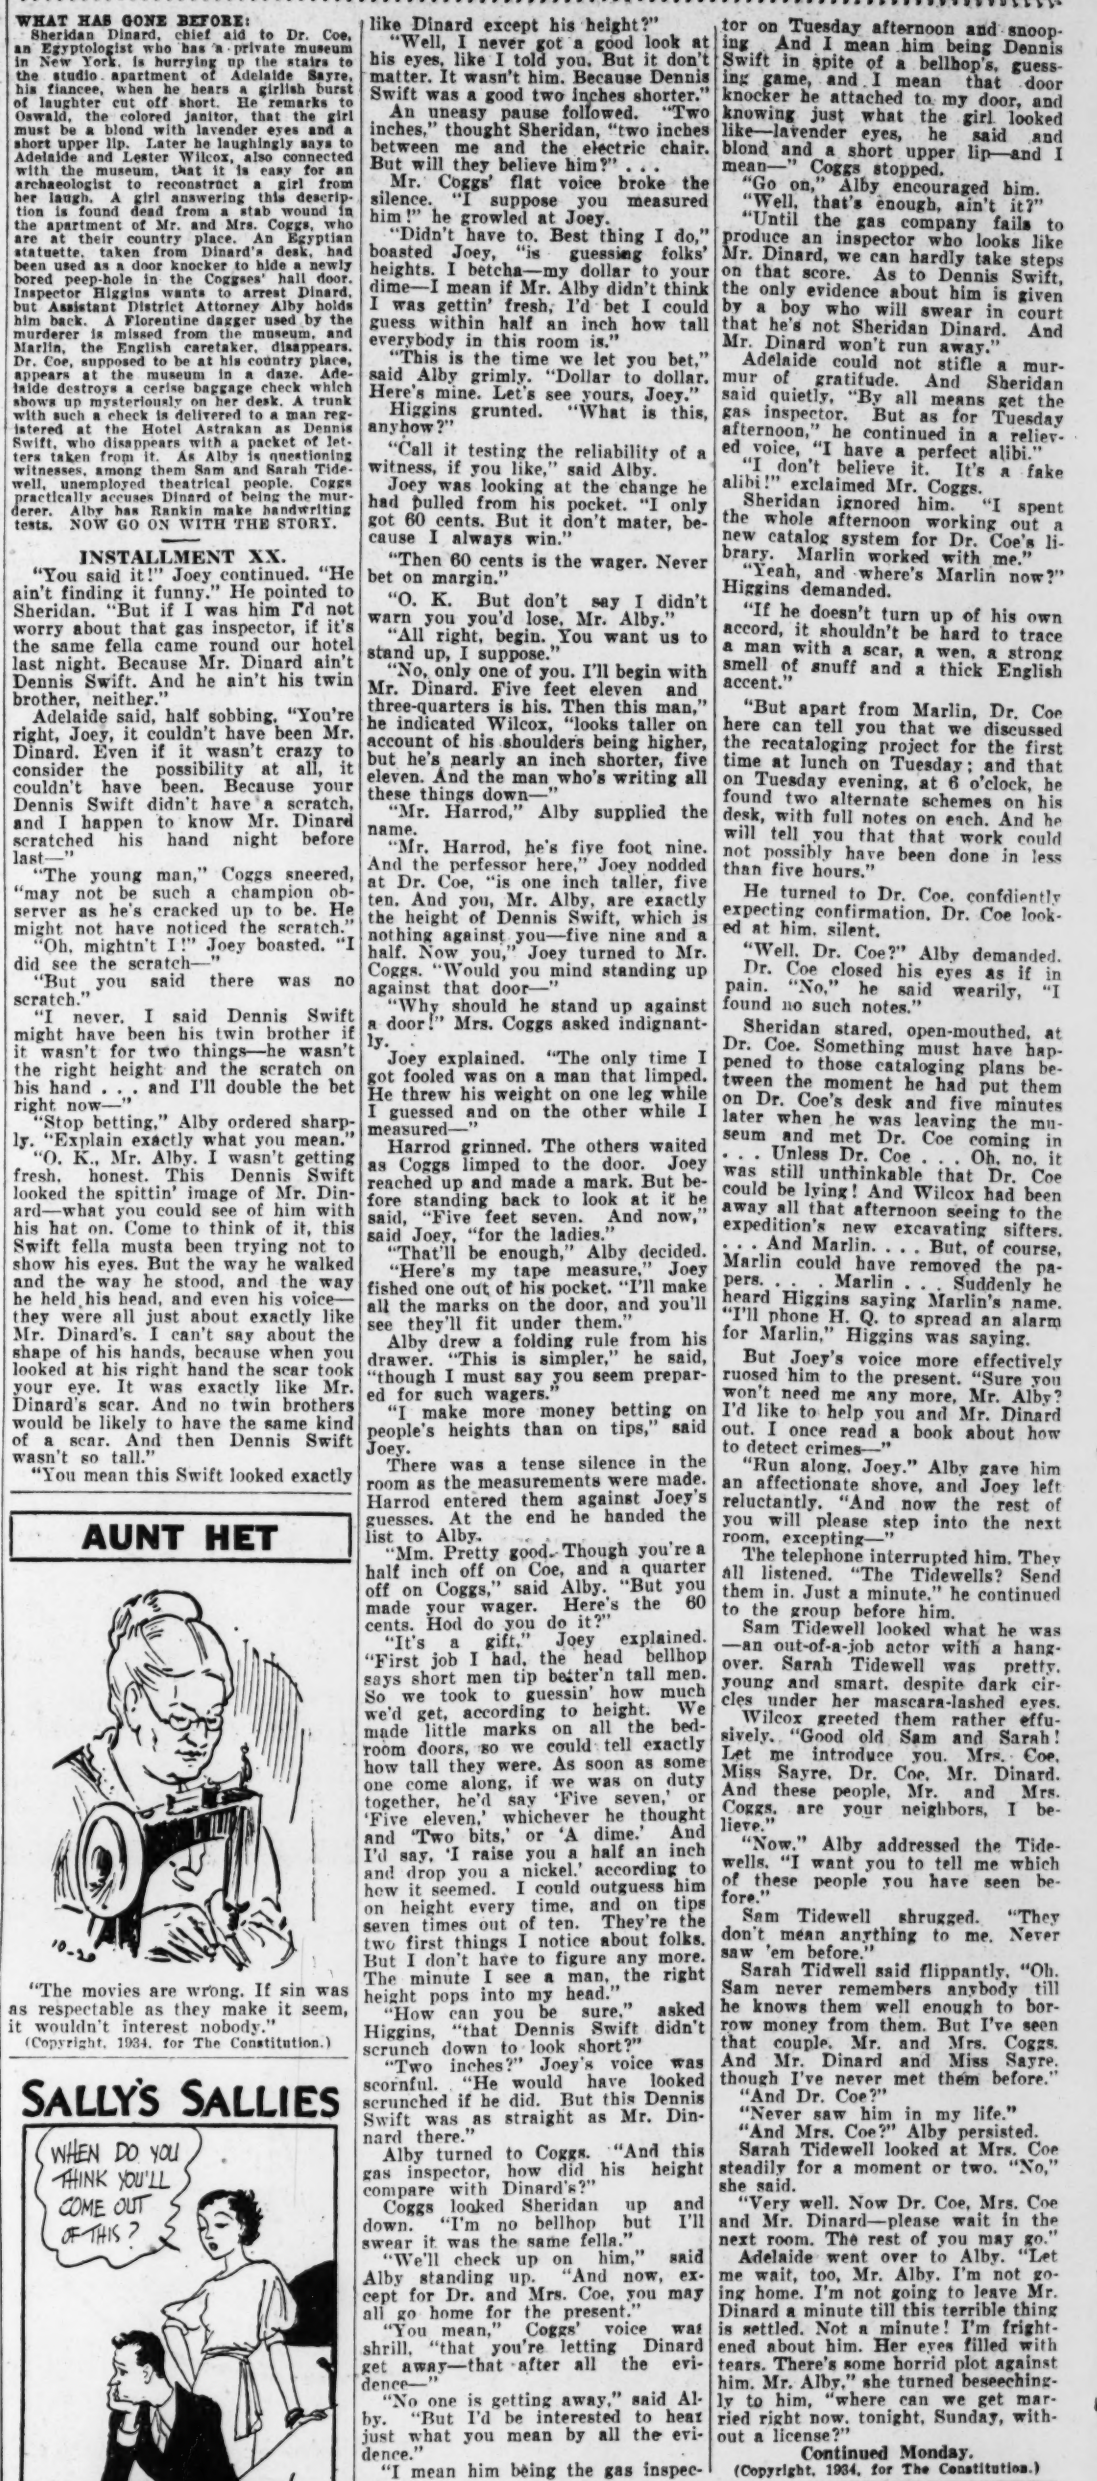 WHAT HAS GONE BEFORE:
Sheridan Dinard, chief aid to Dr. Coe,
an Egyptologist who has a private museum
in New York, is hurrying up the stairs to
the studio apartment of Adelaide Sayre,
his fiancee, when he hears a girlish burst
of laughter cut off short. He remarks to
Oswald, the colored janitor, that the girl
must be a blond with lavender eyes and a
short upper lip. Later he laughingly says to
Adelaide and Lester Wilcox, also connected
with the museum, that it is easy for an
archaeologist to reconstruct a girl from
her laugh. A girl answering this descrip-
tion is found dead from a stab wound in
the apartment of Mr. and Mrs. Coggs, who
are at their country place. An Egyptian
statuette, taken from Dinard's desk, had
been used as a door knocker to hide a newly
bored peep-hole in the Coggses' hall door.
Inspector Higgins wants to arrest Dinard,
but Assistant District Attorney Alby holds
him back. A Florentine dagger used by the
murderer is missed from the museum, and
Marlin, the English caretaker, disappears.
Dr. Coe, supposed to be at his country place,
appears at the museum in a daze. Ade-
laide destroys a cerise baggage check which
shows up mysteriously on her desk. A trunk
with such a check is delivered to a man reg-
istered at the Hotel Astrakan as Dennis
Swift, who disappears with a packet of let-
ters taken from it. As Alby is questioning
witnesses, among them Sam and Sarah Tide-
well, unemployed theatrical people. Coggs
practically accuses Dinard of being the mur-
derer. Alby has Rankin make handwriting
tests. NOW GO ON WITH THE STORY.
INSTALLMENT XX.
"You said it!" Joey continued. "He
ain't finding it funny." He pointed to
Sheridan. "But if I was him I'd not
worry about that gas inspector, if it's
the same fella came round our hotel
last night. Because Mr. Dinard ain't
Dennis Swift. And he ain't his twin
brother, neither."
Adelaide said, half sobbing, "You're
right, Joey, it couldn't have been Mr.
Dinard. Even if it wasn't crazy to
consider the possibility at all, it
couldn't have been. Because your
Dennis Swift didn't have a scratch,
and I happen to know Mr. Dinard
scratched his hand night before
last—"
"The young man," Coggs sneered,
"may not be such a champion ob-
server as he's cracked up to be. He
might not have noticed the scratch."
"Oh, mightn't I!" Joey boasted. "I
did see the scratch—"
"But you said there was no
scratch."
"I never. I said Dennis Swift
might have been his twin brother if
it wasn't for two things—he wasn't
the right height and the scratch on
his hand . . . and I'll double the bet
right now—"
"Stop betting," Alby ordered sharp-
ly. "Explain exactly what you mean."
"O. K., Mr. Alby. I wasn't getting
fresh, honest. This Dennis Swift
looked the spittin' image of Mr. Din-
ard—what you could see of him with
his hat on. Come to think of it, this
Swift fella musta been trying not to
show his eyes. But the way he walked
and the way he stood, and the way
he held his head, and even his voice—
they were all just about exactly like
Mr. Dinard's. I can't say about the
shape of his hands, because when you
looked at his right hand the scar took
your eye. It was exactly like Mr.
Dinard's scar. And no twin brothers
would be likely to have the same kind
of a scar. And then Dennis Swift
wasn't so tall."
"You mean this Swift looked exactly
AUNT HET
10-20
"The movies are wrong. If sin was
as respectable as they make it seem,
it wouldn't interest nobody."
(Copyright, 1934, for The Constitution.)
SALLY'S SALLIES
WHEN DO YOU
THINK YOU'LL
COME OUT
OF THIS?
like Dinard except his height?"
"Well, I never got a good look at
his eyes, like I told you. But it don't
matter. It wasn't him. Because Dennis
Swift was a good two inches shorter."
An uneasy pause followed. "Two
inches," thought Sheridan, "two inches
between me and the electric chair.
But will they believe him?" . . .
Mr. Coggs' flat voice broke the
silence. "I suppose you measured
him!" he growled at Joey.
"Didn't have to. Best thing I do,"
boasted Joey, "is guessing folks'
heights. I betcha—my dollar to your
dime—I mean if Mr. Alby didn't think
I was gettin' fresh, I'd bet I could
guess within half an inch how tall
everybody in this room is."
"This is the time we let you bet,"
said Alby grimly. "Dollar to dollar.
Here's mine. Let's see yours, Joey."
Higgins grunted. "What is this,
anyhow?"
"Call it testing the reliability of a
witness, if you like," said Alby.
Joey was looking at the change he
had pulled from his pocket. "I only
got 60 cents. But it don't mater, be-
cause I always win."
"Then 60 cents is the wager. Never
bet on margin."
"O. K. But don't say I didn't
warn you you'd lose, Mr. Alby."
"All right, begin. You want us to
stand up, I suppose."
"No, only one of you. I'll begin with
Mr. Dinard. Five feet eleven and
three-quarters is his. Then this man,"
he indicated Wilcox, "looks taller on
account of his shoulders being higher,
but he's nearly an inch shorter, five
eleven. And the man who's writing all
these things down—"
"Mr. Harrod," Alby supplied the
name.
"Mr. Harrod, he's five foot nine.
And the perfessor here," Joey nodded
at Dr. Coe, "is one inch taller, five
ten. And you, Mr. Alby, are exactly
the height of Dennis Swift, which is
nothing against you—five nine and a
half. Now you," Joey turned to Mr.
Coggs. "Would you mind standing up
against that door—"
"Why should he stand up against
a door!" Mrs. Coggs asked indignant-
ly.
Joey explained. "The only time I
got fooled was on a man that limped.
He threw his weight on one leg while
I guessed and on the other while I
measured—"
Harrod grinned. The others waited
as Coggs limped to the door. Joey
reached up and made a mark. But be-
fore standing back to look at it he
said, "Five feet seven. And now,"
said Joey, "for the ladies."
"That'll be enough," Alby decided.
"Here's my tape measure," Joey
fished one out of his pocket. "I'll make
all the marks on the door, and you'll
see they'll fit under them."
Alby drew a folding rule from his
drawer. "This is simpler," he said,
"though I must say you seem prepar-
ed for such wagers."
"I make more money betting on
people's heights than on tips," said
Joey.
There was a tense silence in the
room as the measurements were made.
Harrod entered them against Joey's
guesses. At the end he handed the
list to Alby.
"Mm. Pretty good. Though you're a
half inch off on Coe, and a quarter
off on Coggs," said Alby. "But you
made your wager. Here's the 60
cents. Hod do you do it?"
"It's a gift," Joey explained.
"First job I had, the head bellhop
says short men tip better'n tall men.
So we took to guessin' how much
we'd get, according to height. We
made little marks on all the bed-
room doors, so we could tell exactly
how tall they were. As soon as some
one come along, if we was on duty
together, he'd say 'Five seven,' or
'Five eleven,' whichever he thought
and 'Two bits,' or 'A dime.' And
I'd say, 'I raise you a half an inch
and drop you a nickel.' according to
how it seemed. I could outguess him
on height every time, and on tips
seven times out of ten. They're the
two first things I notice about folks.
But I don't have to figure any more.
The minute I see a man, the right
height pops into my head."
"How can you be sure," asked
Higgins, "that Dennis Swift didn't
scrunch down to look short?"
"Two inches?" Joey's voice was
scornful. "He would have looked
scrunched if he did. But this Dennis
Swift was as straight as Mr. Din-
nard there."
Alby turned to Coggs. "And this
gas inspector, how did his height
compare with Dinard's?"
Coggs looked Sheridan up and
down. "I'm no bellhop but I'll
swear it was the same fella."
"We'll check up on him," said
Alby standing up. "And now, ex-
cept for Dr. and Mrs. Coe, you may
all go home for the present."
"You mean," Coggs' voice was
shrill, "that you're letting Dinard
get away—that after all the evi-
dence—"
"No one is getting away," said Al-
by. "But I'd be interested to hear
just what you mean by all the evi-
dence."
"I mean him being the gas inspec-
tor on Tuesday afternoon and snoop-
ing. And I mean him being Dennis
Swift in spite of a bellhop's, guess-
ing game, and I mean that door
knocker he attached to my door, and
knowing just what the girl looked
like—lavender eyes, he said and
blond and a short upper lip—and I
mean—" Coggs stopped.
"Go on," Alby encouraged him.
"Well, that's enough, ain't it?"
"Until the gas company fails to
produce an inspector who looks like
Mr. Dinard, we can hardly take steps
on that score. As to Dennis Swift,
the only evidence about him is given
by a boy who will swear in court
that he's not Sheridan Dinard. And
Mr. Dinard won't run away."
Adelaide could not stifle a mur-
mur of gratitude. And Sheridan
said quietly, "By all means get the
gas inspector. But as for Tuesday
afternoon," he continued in a reliev-
ed voice, "I have a perfect alibi."
"I don't believe it. It's a fake
alibi!" exclaimed Mr. Coggs.
Sheridan ignored him. "I spent
the whole afternoon working out a
new catalog system for Dr. Coe's li-
brary. Marlin worked with me."
"Yeah, and where's Marlin now?"
Higgins demanded.
"If he doesn't turn up of his own
accord, it shouldn't be hard to trace
a man with a scar, a wen, a strong
smell of snuff and a thick English
accent."
"But apart from Marlin, Dr. Coe
here can tell you that we discussed
the recataloging project for the first
time at lunch on Tuesday; and that
on Tuesday evening, at 6 o'clock, he
found two alternate schemes on his
desk, with full notes on each. And he
will tell you that that work could
not possibly have been done in less
than five hours."
He turned to Dr. Coe, confdiently
expecting confirmation. Dr. Coe look-
ed at him, silent.
"Well, Dr. Coe?" Alby demanded.
Dr. Coe closed his eyes as if in
pain. "No," he said wearily, "I
found no such notes."
Sheridan stared, open-mouthed, at
Dr. Coe. Something must have hap-
pened to those cataloging plans be-
tween the moment he had put them
on Dr. Coe's desk and five minutes
later when he was leaving the mu-
seum and met Dr. Coe coming in
. . . Unless Dr. Coe . . . Oh, no, it
was still unthinkable that Dr. Coe
could be lying! And Wilcox had been
away all that afternoon seeing to the
expedition's new excavating sifters.
. . . And Marlin. . . . But, of course,
Marlin could have removed the pa-
pers. . . . Marlin . . . Suddenly he
heard Higgins saying Marlin's name.
"I'll phone H. Q. to spread an alarm
for Marlin," Higgins was saying.
But Joey's voice more effectively
ruosed him to the present. "Sure you
won't need me any more, Mr. Alby?
I'd like to help you and Mr. Dinard
out. I once read a book about how
to detect crimes—"
"Run along, Joey." Alby gave him
an affectionate shove, and Joey left
reluctantly. "And now the rest of
you will please step into the next
room, excepting—"
The telephone interrupted him. They
all listened. "The Tidewells? Send
them in. Just a minute," he continued
to the group before him.
Sam Tidewell looked what he was
—an out-of-a-job actor with a hang-
over. Sarah Tidewell was pretty,
young and smart, despite dark cir-
cles under her mascara-lashed eyes.
Wilcox greeted them rather effu-
sively. "Good old Sam and Sarah!
Let me introduce you. Mrs. Coe,
Miss Sayre, Dr. Coe, Mr. Dinard.
And these people, Mr. and Mrs.
Coggs, are your neighbors, I be-
lieve."
"Now," Alby addressed the Tide-
wells, "I want you to tell me which
of these people you have seen be-
fore."
Sam Tidewell shrugged. "They
don't mean anything to me. Never
saw 'em before."
Sarah Tidwell said flippantly, "Oh,
Sam never remembers anybody till
he knows them well enough to bor-
row money from them. But I've seen
that couple, Mr. and Mrs. Coggs.
And Mr. Dinard and Miss Sayre,
though I've never met them before."
"And Dr. Coe?"
"Never saw him in my life."
"And Mrs. Coe?" Alby persisted.
Sarah Tidewell looked at Mrs. Coe
steadily for a moment or two. "No,"
she said.
"Very well. Now Dr. Coe, Mrs. Coe
and Mr. Dinard—please wait in the
next room. The rest of you may go."
Adelaide went over to Alby. "Let
me wait, too, Mr. Alby. I'm not go-
ing home. I'm not going to leave Mr.
Dinard a minute till this terrible thing
is settled. Not a minute! I'm fright-
ened about him. Her eyes filled with
tears. There's some horrid plot against
him. Mr. Alby," she turned beseeching-
ly to him, "where can we get mar-
ried right now, tonight, Sunday, with-
out a license?"
Continued Monday.
(Copyright, 1934, for The Constitution.)